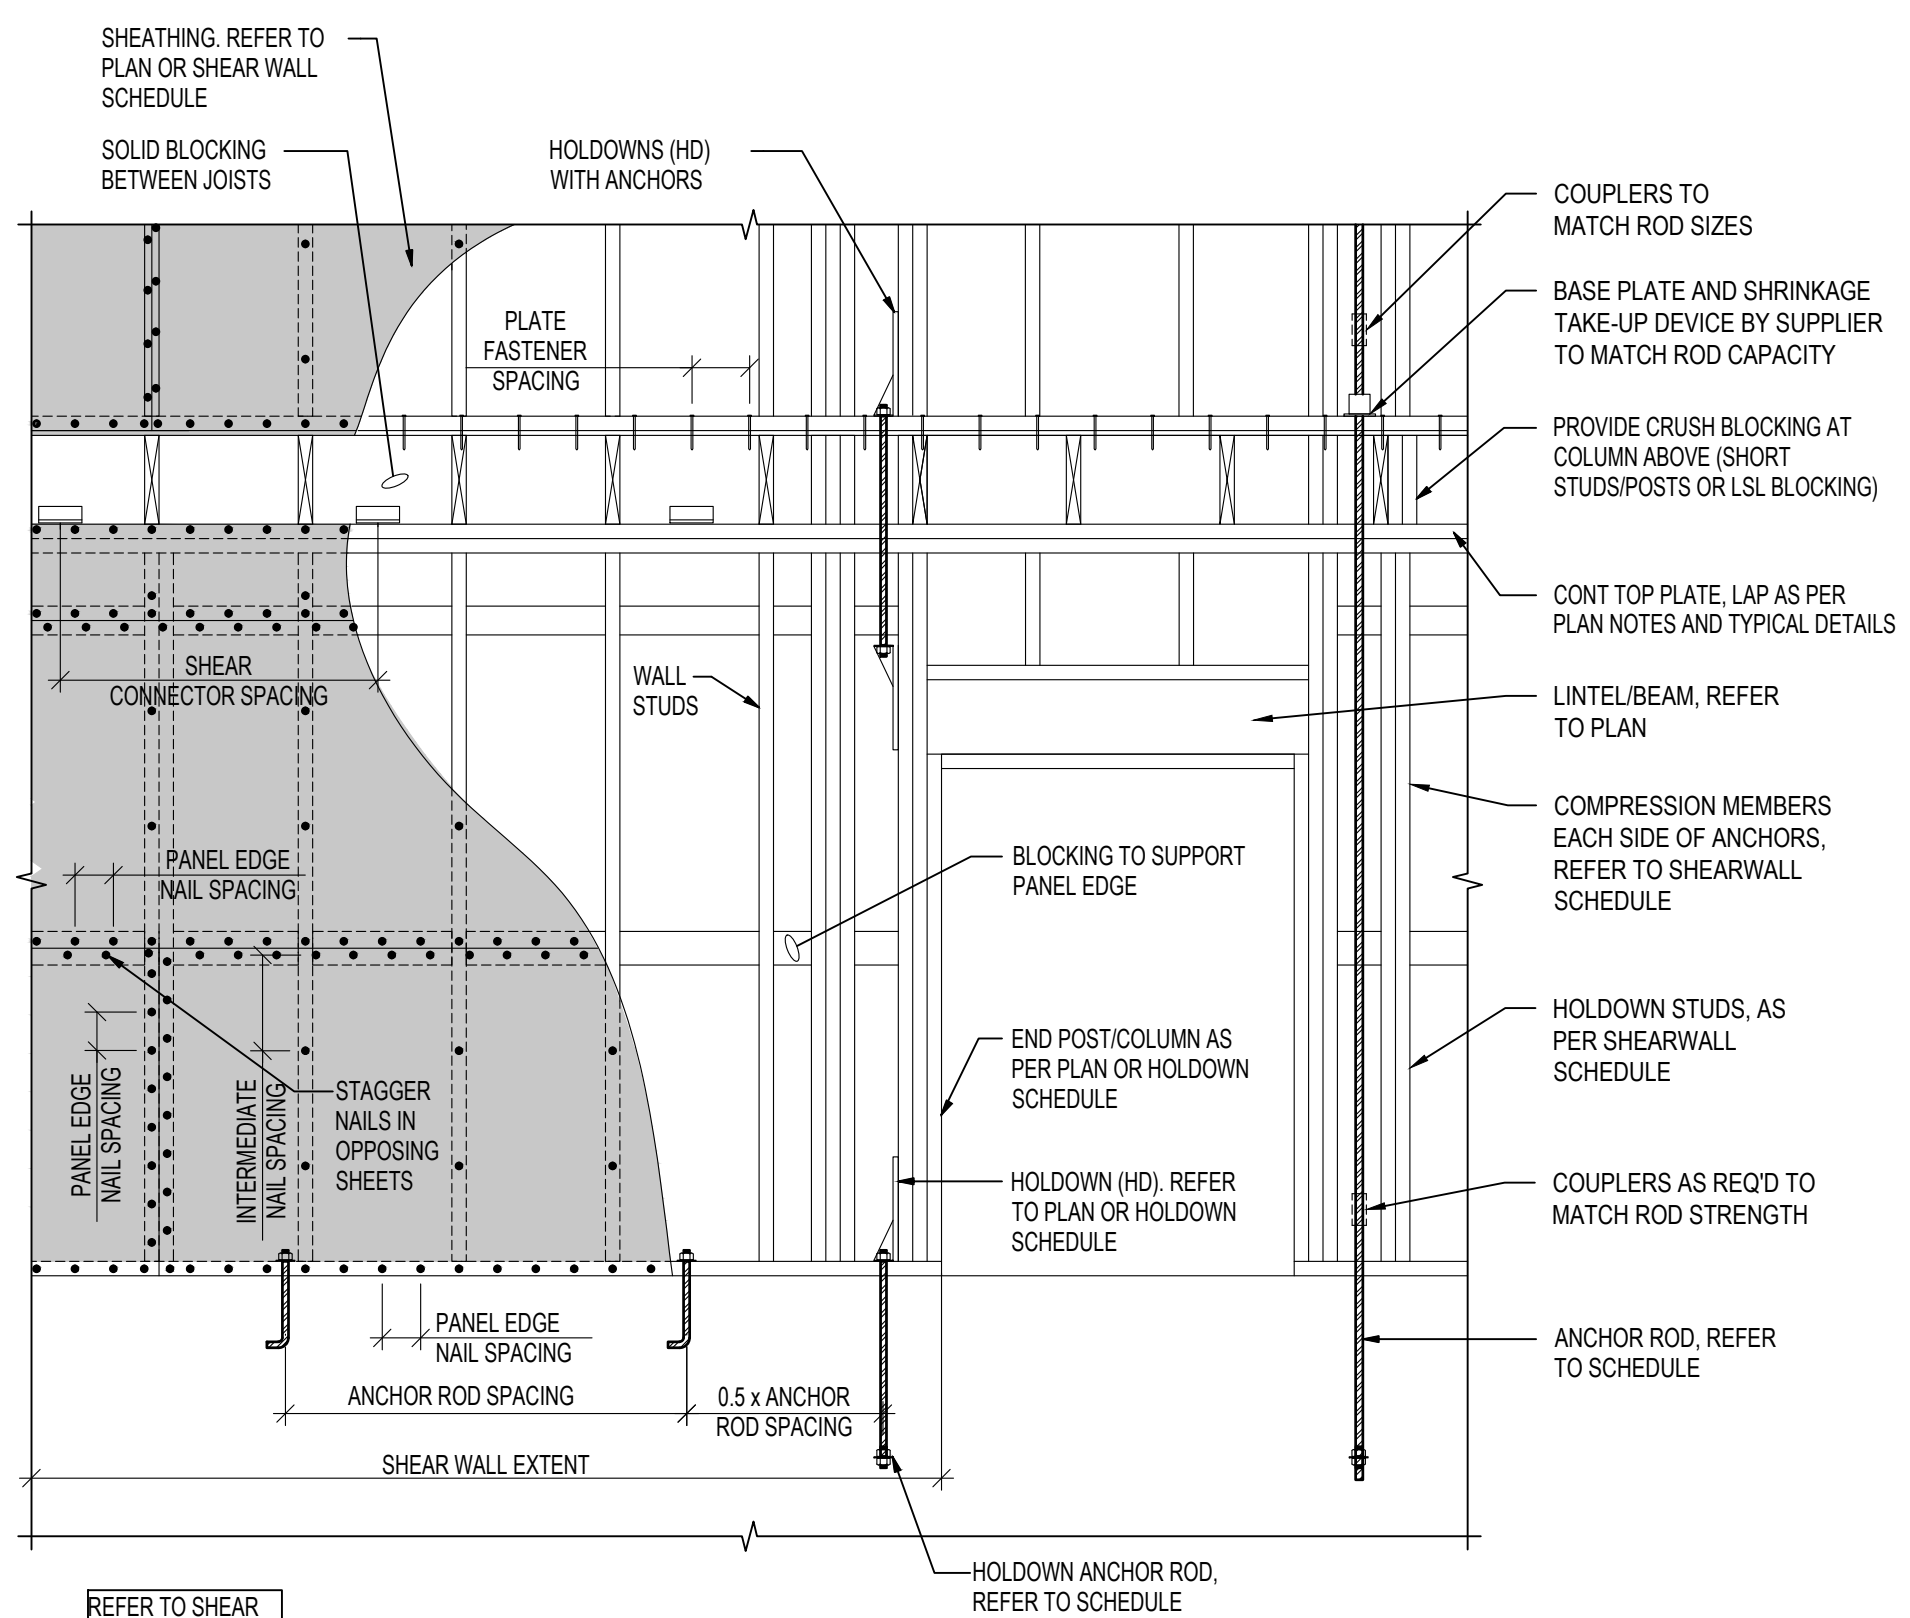 SHEATHING. REFER TO
PLAN OR SHEAR WALL
SCHEDULE
SOLID BLOCKING
BETWEEN JOISTS
HOLDOWNS (HD)
WITH ANCHORS
COUPLERS TO
MATCH ROD SIZES
BASE PLATE AND SHRINKAGE
TAKE-UP DEVICE BY SUPPLIER
TO MATCH ROD CAPACITY
PLATE
FASTENER
SPACING
PROVIDE CRUSH BLOCKING AT
COLUMN ABOVE (SHORT
STUDS/POSTS OR LSL BLOCKING)
CONT TOP PLATE, LAP AS PER
PLAN NOTES AND TYPICAL DETAILS
SHEAR
CONNECTOR SPACING
WALL
STUDS
LINTEL/BEAM, REFER
TO PLAN
COMPRESSION MEMBERS
EACH SIDE OF ANCHORS,
REFER TO SHEARWALL
SCHEDULE
PANEL EDGE
NAIL SPACING
BLOCKING TO SUPPORT
PANEL EDGE
HOLDOWN STUDS, AS
PER SHEARWALL
SCHEDULE
END POST/COLUMN AS
PER PLAN OR HOLDOWN
SCHEDULE
PANEL EDGE
NAIL SPACING
INTERMEDIATE
NAIL SPACING
STAGGER
NAILS IN
OPPOSING
SHEETS
HOLDOWN (HD). REFER
TO PLAN OR HOLDOWN
SCHEDULE
COUPLERS AS REQ'D TO
MATCH ROD STRENGTH
PANEL EDGE
NAIL SPACING
ANCHOR ROD, REFER
TO SCHEDULE
ANCHOR ROD SPACING
0.5 x ANCHOR
ROD SPACING
SHEAR WALL EXTENT
HOLDOWN ANCHOR ROD,
REFER TO SCHEDULE
REFER TO SHEAR